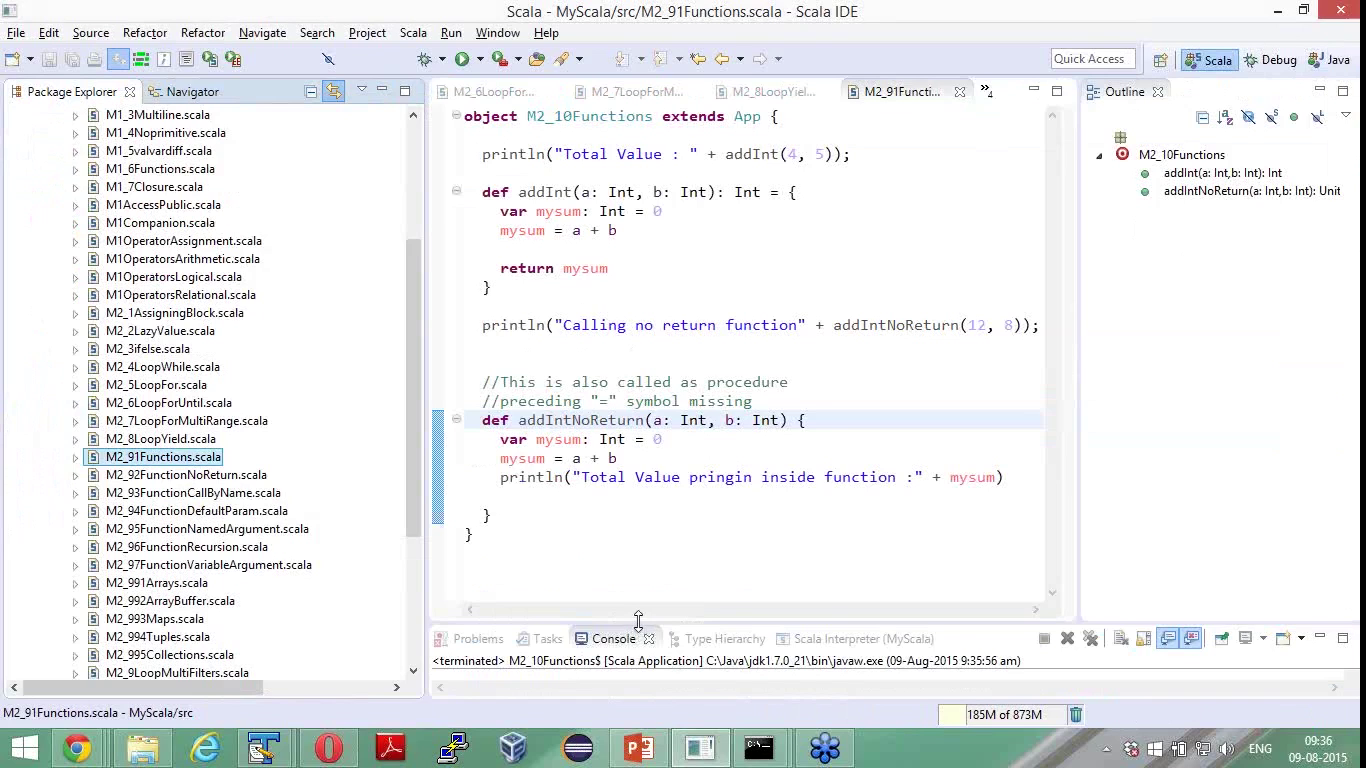 Scala - MyScala/src/M2_91Functions.scala - Scala IDE
File Edit Source Refactor Refactor Navigate Search Project Scala Run Window Help
Quick Access Scala Debug Java
Package Explorer Navigator
M1_3Multiline.scala
M1_4Noprimitive.scala
M1_5valvardiff.scala
M1_6Functions.scala
M1_7Closure.scala
M1AccessPublic.scala
M1Companion.scala
M1OperatorAssignment.scala
M1OperatorsArithmetic.scala
M1OperatorsLogical.scala
M1OperatorsRelational.scala
M2_1AssigningBlock.scala
M2_2LazyValue.scala
M2_3ifelse.scala
M2_4LoopWhile.scala
M2_5LoopFor.scala
M2_6LoopForUntil.scala
M2_7LoopForMultiRange.scala
M2_8LoopYield.scala
M2_91Functions.scala
M2_92FunctionNoReturn.scala
M2_93FunctionCallByName.scala
M2_94FunctionDefaultParam.scala
M2_95FunctionNamedArgument.scala
M2_96FunctionRecursion.scala
M2_97FunctionVariableArgument.scala
M2_991Arrays.scala
M2_992ArrayBuffer.scala
M2_993Maps.scala
M2_994Tuples.scala
M2_995Collections.scala
M2_9LoopMultiFilters.scala
M2_6LoopFor... M2_7LoopForM... M2_8LoopYiel... M2_91Functi... »4
object M2_10Functions extends App {
println("Total Value : " + addInt(4, 5));
def addInt(a: Int, b: Int): Int = {
var mysum: Int = 0
mysum = a + b
return mysum
}
println("Calling no return function" + addIntNoReturn(12, 8));
//This is also called as procedure
//preceding "=" symbol missing
def addIntNoReturn(a: Int, b: Int) {
var mysum: Int = 0
mysum = a + b
println("Total Value pringin inside function :" + mysum)
}
}
Outline
M2_10Functions
addInt(a: Int,b: Int): Int
addIntNoReturn(a: Int,b: Int): Unit
Problems Tasks Console Type Hierarchy Scala Interpreter (MyScala)
<terminated> M2_10Functions$ [Scala Application] C:\Java\jdk1.7.0_21\bin\javaw.exe (09-Aug-2015 9:35:56 am)
M2_91Functions.scala - MyScala/src
185M of 873M
ENG
09:36
09-08-2015